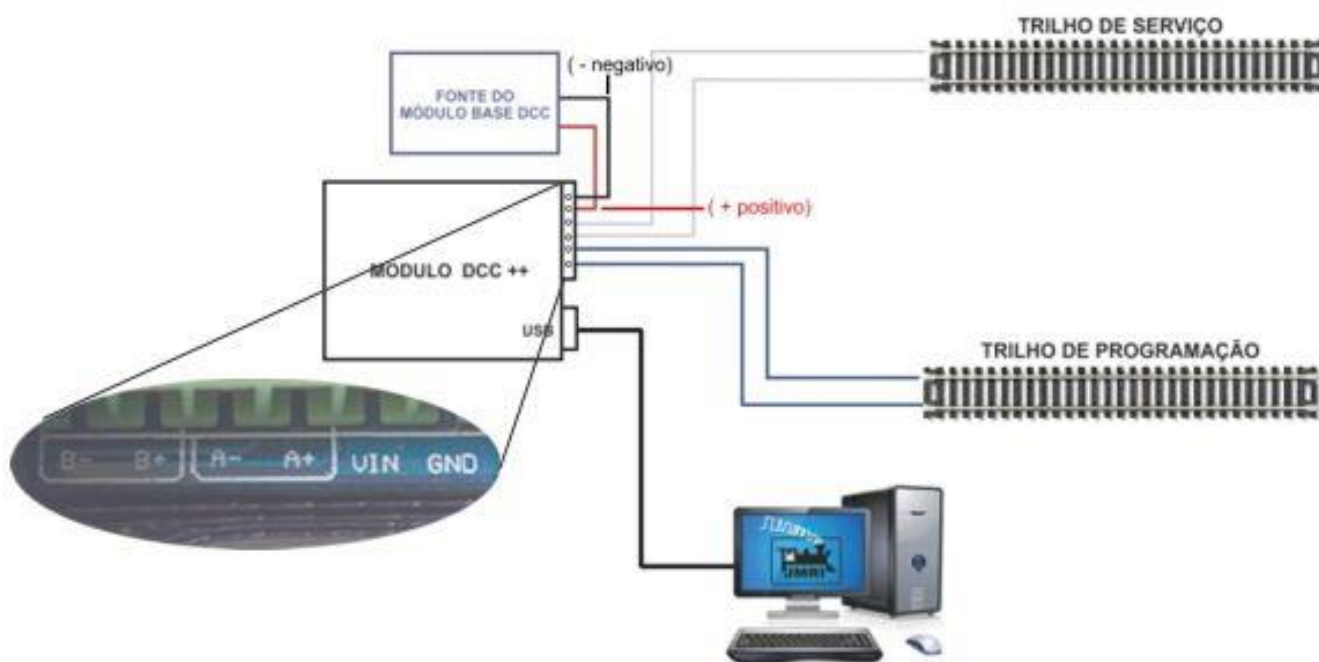 TRILHO DE SERVIÇO
( - negativo)
FONTE DO
MÓDULO BASE DCC
( + positivo)
MÓDULO DCC ++
USB
TRILHO DE PROGRAMAÇÃO
B- B+ A- A+ VIN GND
JMRI